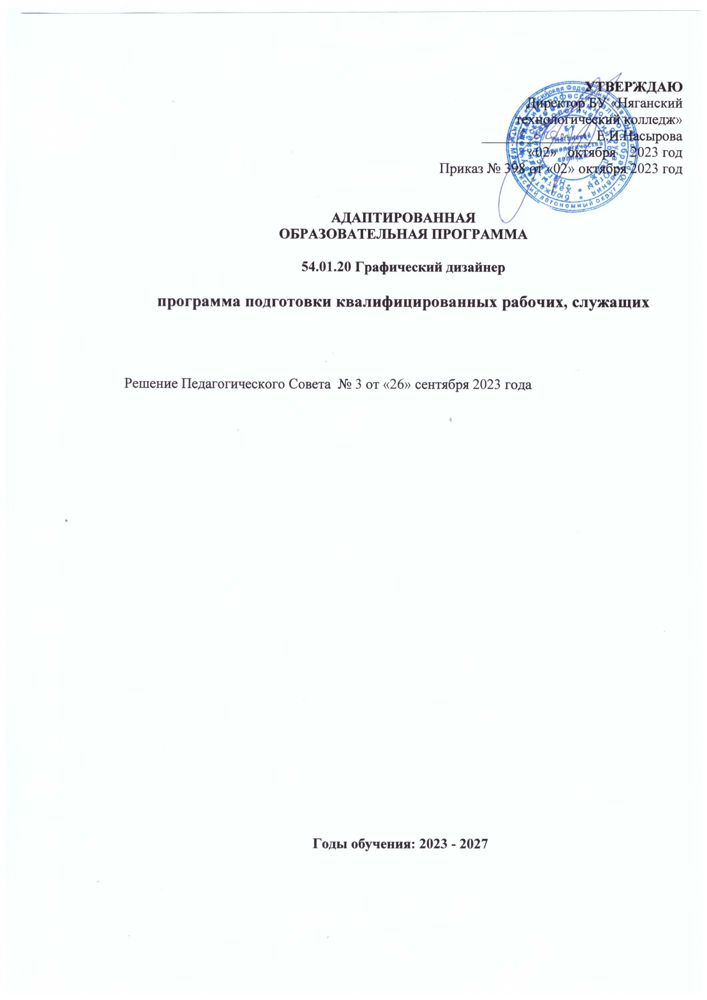 УТВЕРЖДАЮ
Директор БУ «Няганский
технологический колледж»
Е.И.Насырова
«02» октября 2023 год
Приказ № 398 от «02» октября 2023 год
АДАПТИРОВАННАЯ
ОБРАЗОВАТЕЛЬНАЯ ПРОГРАММА
54.01.20 Графический дизайнер
программа подготовки квалифицированных рабочих, служащих
Решение Педагогического Совета № 3 от «26» сентября 2023 года
Годы обучения: 2023 - 2027